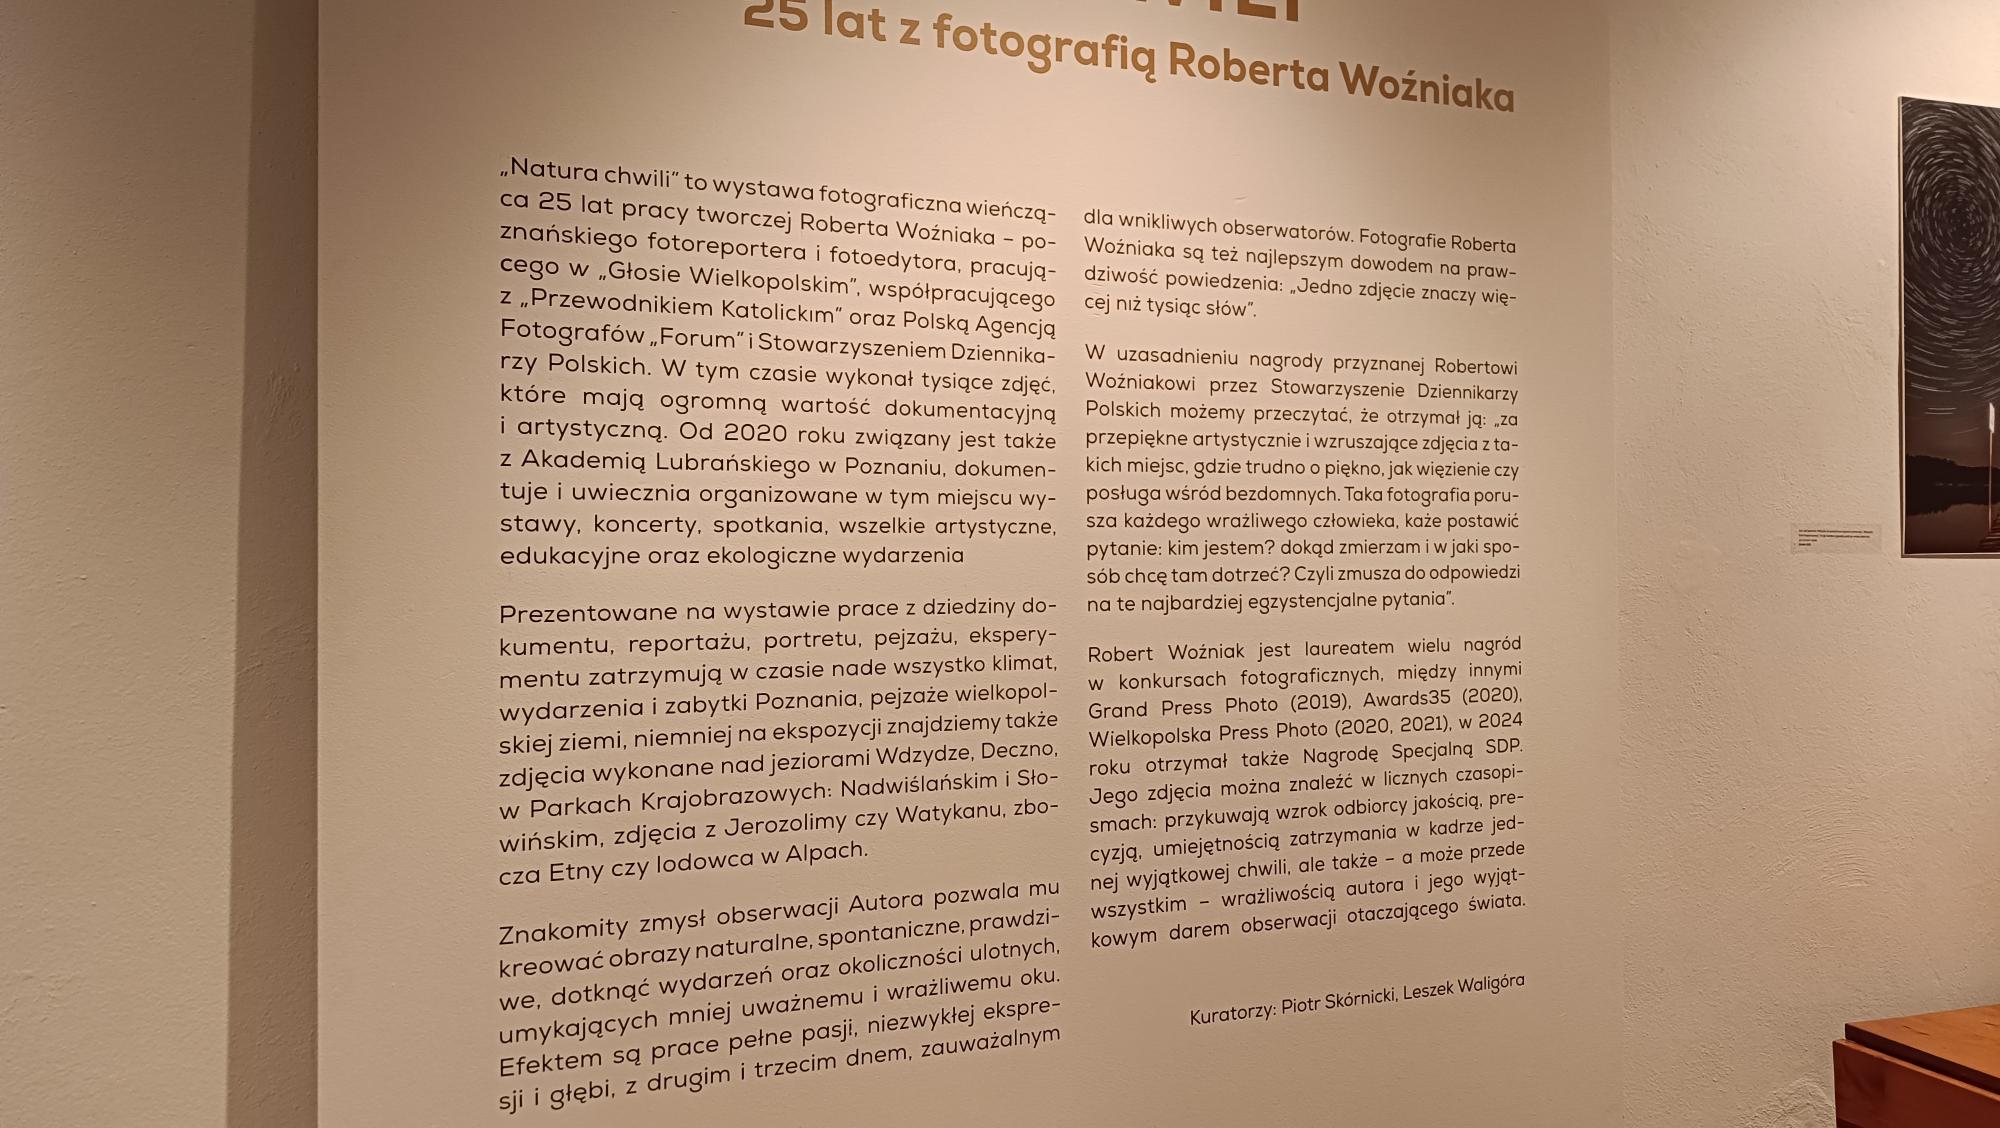 25 lat z fotografią Roberta Woźniaka
„Natura chwili” to wystawa fotograficzna wieńczą-
ca 25 lat pracy tworczej Roberta Woźniaka – po-
znańskiego fotoreportera i fotoedytora, pracują-
cego w „Głosie Wielkopolskim”, współpracującego
z „Przewodnikiem Katolickim” oraz Polską Agencją
Fotografów „Forum” i Stowarzyszeniem Dziennika-
rzy Polskich. W tym czasie wykonał tysiące zdjęć,
które mają ogromną wartość dokumentacyjną
i artystyczną. Od 2020 roku związany jest także
z Akademią Lubrańskiego w Poznaniu, dokumen-
tuje i uwiecznia organizowane w tym miejscu wy-
stawy, koncerty, spotkania, wszelkie artystyczne,
edukacyjne oraz ekologiczne wydarzenia
Prezentowane na wystawie prace z dziedziny do-
kumentu, reportażu, portretu, pejzażu, ekspery-
mentu zatrzymują w czasie nade wszystko klimat,
wydarzenia i zabytki Poznania, pejzaże wielkopol-
skiej ziemi, niemniej na ekspozycji znajdziemy także
zdjęcia wykonane nad jeziorami Wdzydze, Deczno,
w Parkach Krajobrazowych: Nadwiślańskim i Sło-
wińskim, zdjęcia z Jerozolimy czy Watykanu, zbo-
cza Etny czy lodowca w Alpach.
Znakomity zmysł obserwacji Autora pozwala mu
kreować obrazy naturalne, spontaniczne, prawdzi-
we, dotknąć wydarzeń oraz okoliczności ulotnych,
umykających mniej uważnemu i wrażliwemu oku.
Efektem są prace pełne pasji, niezwykłej ekspre-
sji i głębi, z drugim i trzecim dnem, zauważalnym
dla wnikliwych obserwatorów. Fotografie Roberta
Woźniaka są też najlepszym dowodem na praw-
dziwość powiedzenia: „Jedno zdjęcie znaczy wię-
cej niż tysiąc słów”.
W uzasadnieniu nagrody przyznanej Robertowi
Woźniakowi przez Stowarzyszenie Dziennikarzy
Polskich możemy przeczytać, że otrzymał ją: „za
przepiękne artystycznie i wzruszające zdjęcia z ta-
kich miejsc, gdzie trudno o piękno, jak więzienie czy
posługa wśród bezdomnych. Taka fotografia poru-
sza każdego wrażliwego człowieka, każe postawić
pytanie: kim jestem? dokąd zmierzam i w jaki spo-
sób chcę tam dotrzeć? Czyli zmusza do odpowiedzi
na te najbardziej egzystencjalne pytania”.
Robert Woźniak jest laureatem wielu nagród
w konkursach fotograficznych, między innymi
Grand Press Photo (2019), Awards35 (2020),
Wielkopolska Press Photo (2020, 2021), w 2024
roku otrzymał także Nagrodę Specjalną SDP.
Jego zdjęcia można znaleźć w licznych czasopi-
smach: przykuwają wzrok odbiorcy jakością, pre-
cyzją, umiejętnością zatrzymania w kadrze jed-
nej wyjątkowej chwili, ale także – a może przede
wszystkim – wrażliwością autora i jego wyjąt-
kowym darem obserwacji otaczającego świata.
Kuratorzy: Piotr Skórnicki, Leszek Waligóra